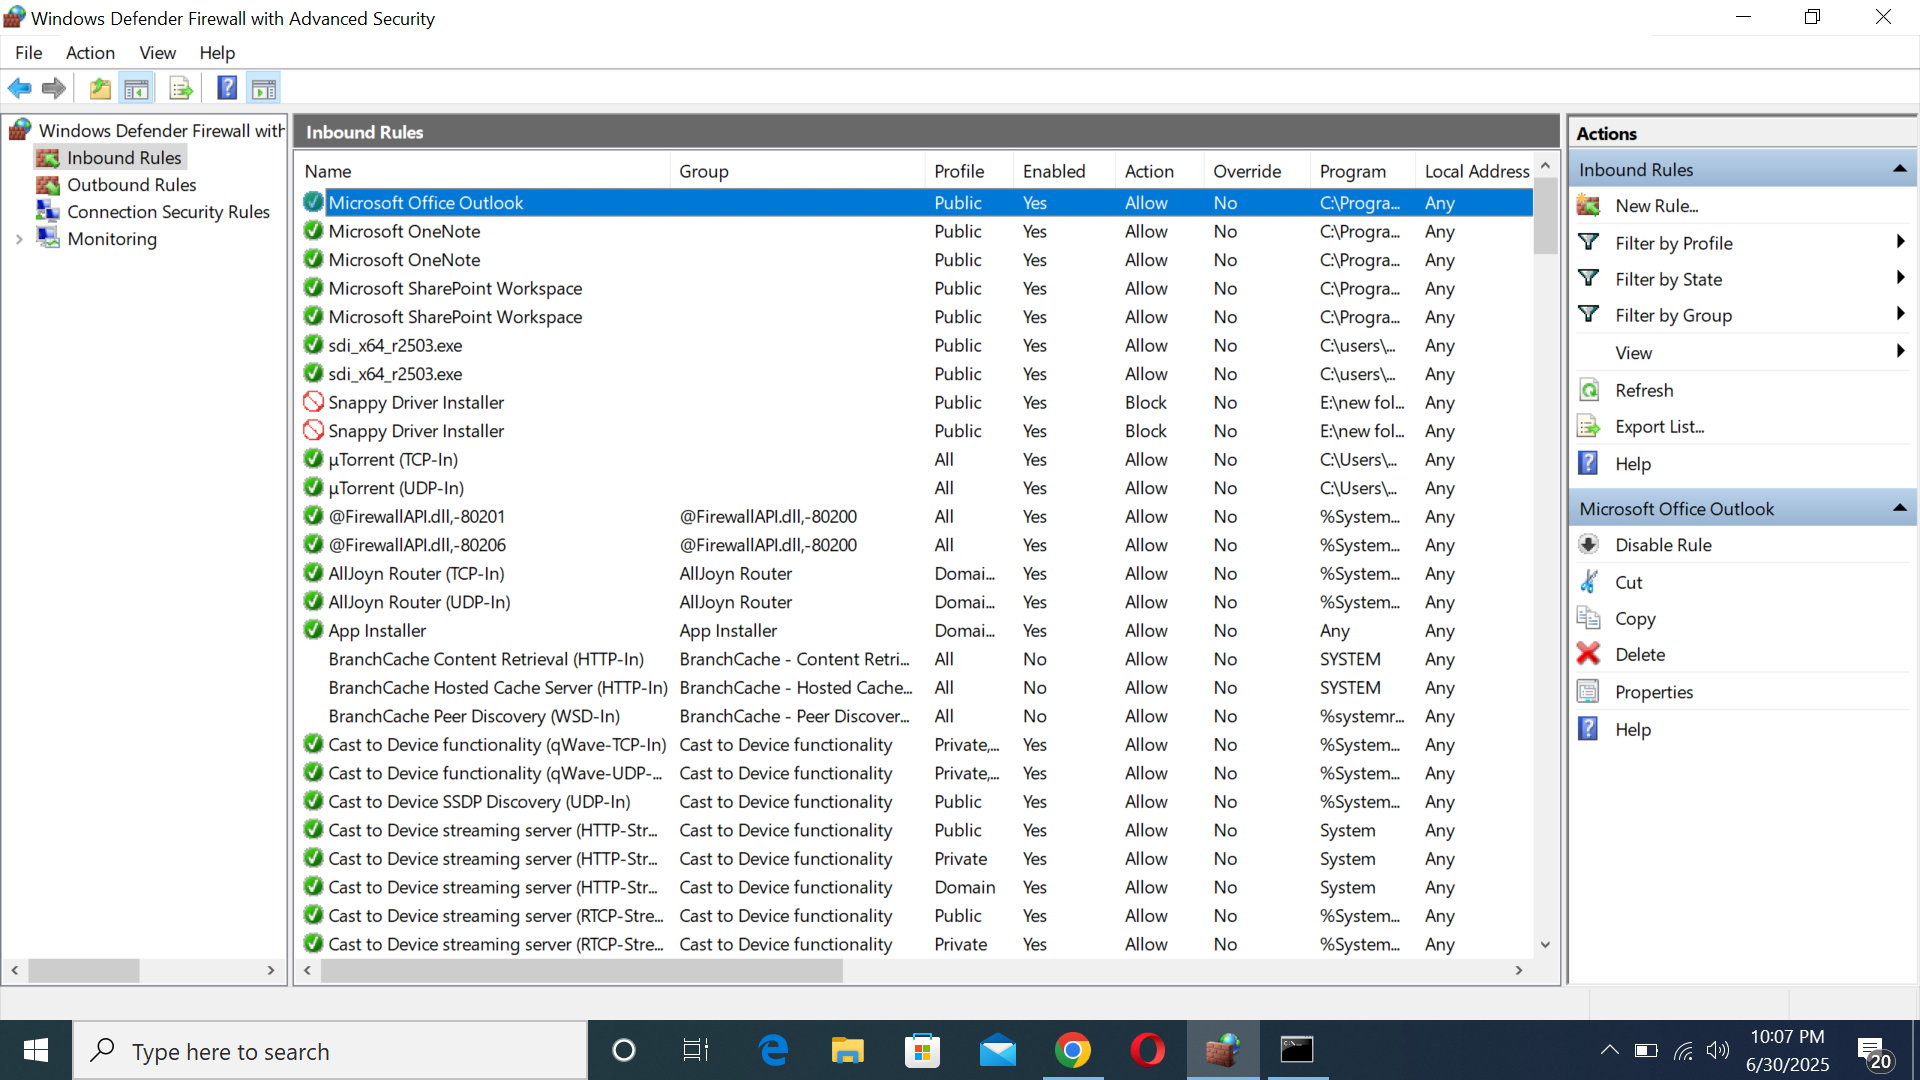 Windows Defender Firewall with Advanced Security
File Action View Help
Windows Defender Firewall with
Inbound Rules
Outbound Rules
Connection Security Rules
Monitoring
Inbound Rules
Name Group Profile Enabled Action Override Program Local Address
Microsoft Office Outlook Public Yes Allow No C:\Progra... Any
Microsoft OneNote Public Yes Allow No C:\Progra... Any
Microsoft OneNote Public Yes Allow No C:\Progra... Any
Microsoft SharePoint Workspace Public Yes Allow No C:\Progra... Any
Microsoft SharePoint Workspace Public Yes Allow No C:\Progra... Any
sdi_x64_r2503.exe Public Yes Allow No C:\users\... Any
sdi_x64_r2503.exe Public Yes Allow No C:\users\... Any
Snappy Driver Installer Public Yes Block No E:\new fol... Any
Snappy Driver Installer Public Yes Block No E:\new fol... Any
µTorrent (TCP-In) All Yes Allow No C:\Users\... Any
µTorrent (UDP-In) All Yes Allow No C:\Users\... Any
@FirewallAPI.dll,-80201 @FirewallAPI.dll,-80200 All Yes Allow No %System... Any
@FirewallAPI.dll,-80206 @FirewallAPI.dll,-80200 All Yes Allow No %System... Any
AllJoyn Router (TCP-In) AllJoyn Router Domai... Yes Allow No %System... Any
AllJoyn Router (UDP-In) AllJoyn Router Domai... Yes Allow No %System... Any
App Installer App Installer Domai... Yes Allow No Any Any
BranchCache Content Retrieval (HTTP-In) BranchCache - Content Retri... All No Allow No SYSTEM Any
BranchCache Hosted Cache Server (HTTP-In) BranchCache - Hosted Cache... All No Allow No SYSTEM Any
BranchCache Peer Discovery (WSD-In) BranchCache - Peer Discover... All No Allow No %systemr... Any
Cast to Device functionality (qWave-TCP-In) Cast to Device functionality Private,... Yes Allow No %System... Any
Cast to Device functionality (qWave-UDP-... Cast to Device functionality Private,... Yes Allow No %System... Any
Cast to Device SSDP Discovery (UDP-In) Cast to Device functionality Public Yes Allow No %System... Any
Cast to Device streaming server (HTTP-Str... Cast to Device functionality Public Yes Allow No System Any
Cast to Device streaming server (HTTP-Str... Cast to Device functionality Private Yes Allow No System Any
Cast to Device streaming server (HTTP-Str... Cast to Device functionality Domain Yes Allow No System Any
Cast to Device streaming server (RTCP-Stre... Cast to Device functionality Public Yes Allow No %System... Any
Cast to Device streaming server (RTCP-Stre... Cast to Device functionality Private Yes Allow No %System... Any
Actions
Inbound Rules
New Rule...
Filter by Profile
Filter by State
Filter by Group
View
Refresh
Export List...
Help
Microsoft Office Outlook
Disable Rule
Cut
Copy
Delete
Properties
Help
Type here to search
10:07 PM
6/30/2025
20